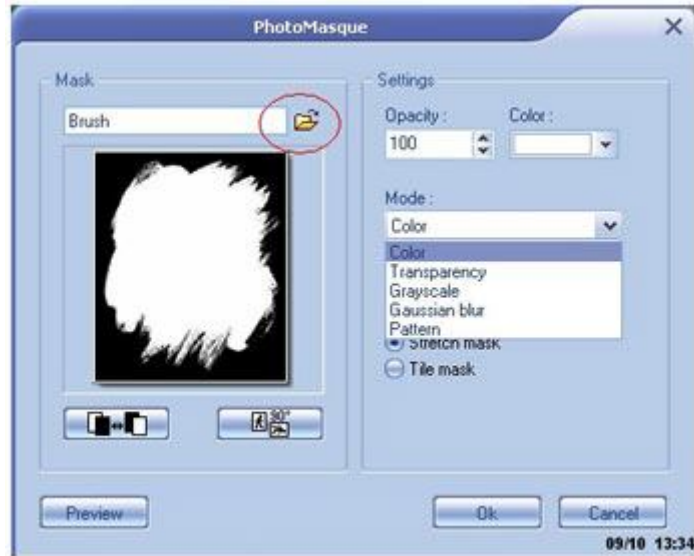 PhotoMasque
Mask
Brush
90°
Preview
Settings
Opacity :
Color :
100
Mode :
Color
Color
Transparency
Grayscale
Gaussian blur
Pattern
Stretch mask
Tile mask
Ok
Cancel
09/10 13:34